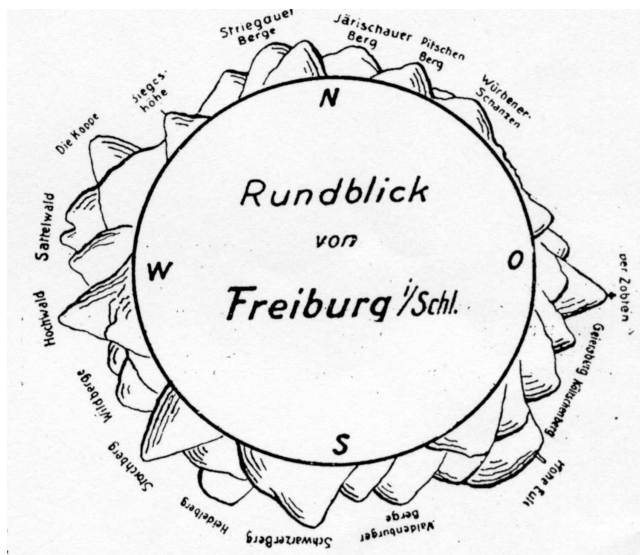 Rundblick
von
Freiburg i/Schl.
N
O
S
W
Striegauer
Berge
Järischauer
Berg
Pitschen
Berg
Würbener-
Schanzen
Der Zobten
Geiersburg
Költschenberg
Hohe Eule
Waldenburger
Berge
Schwarzer Berg
Heidelberg
Storchberg
Wildberge
Hochwald
Sattelwald
Die Koppe
Sieges-
höhe